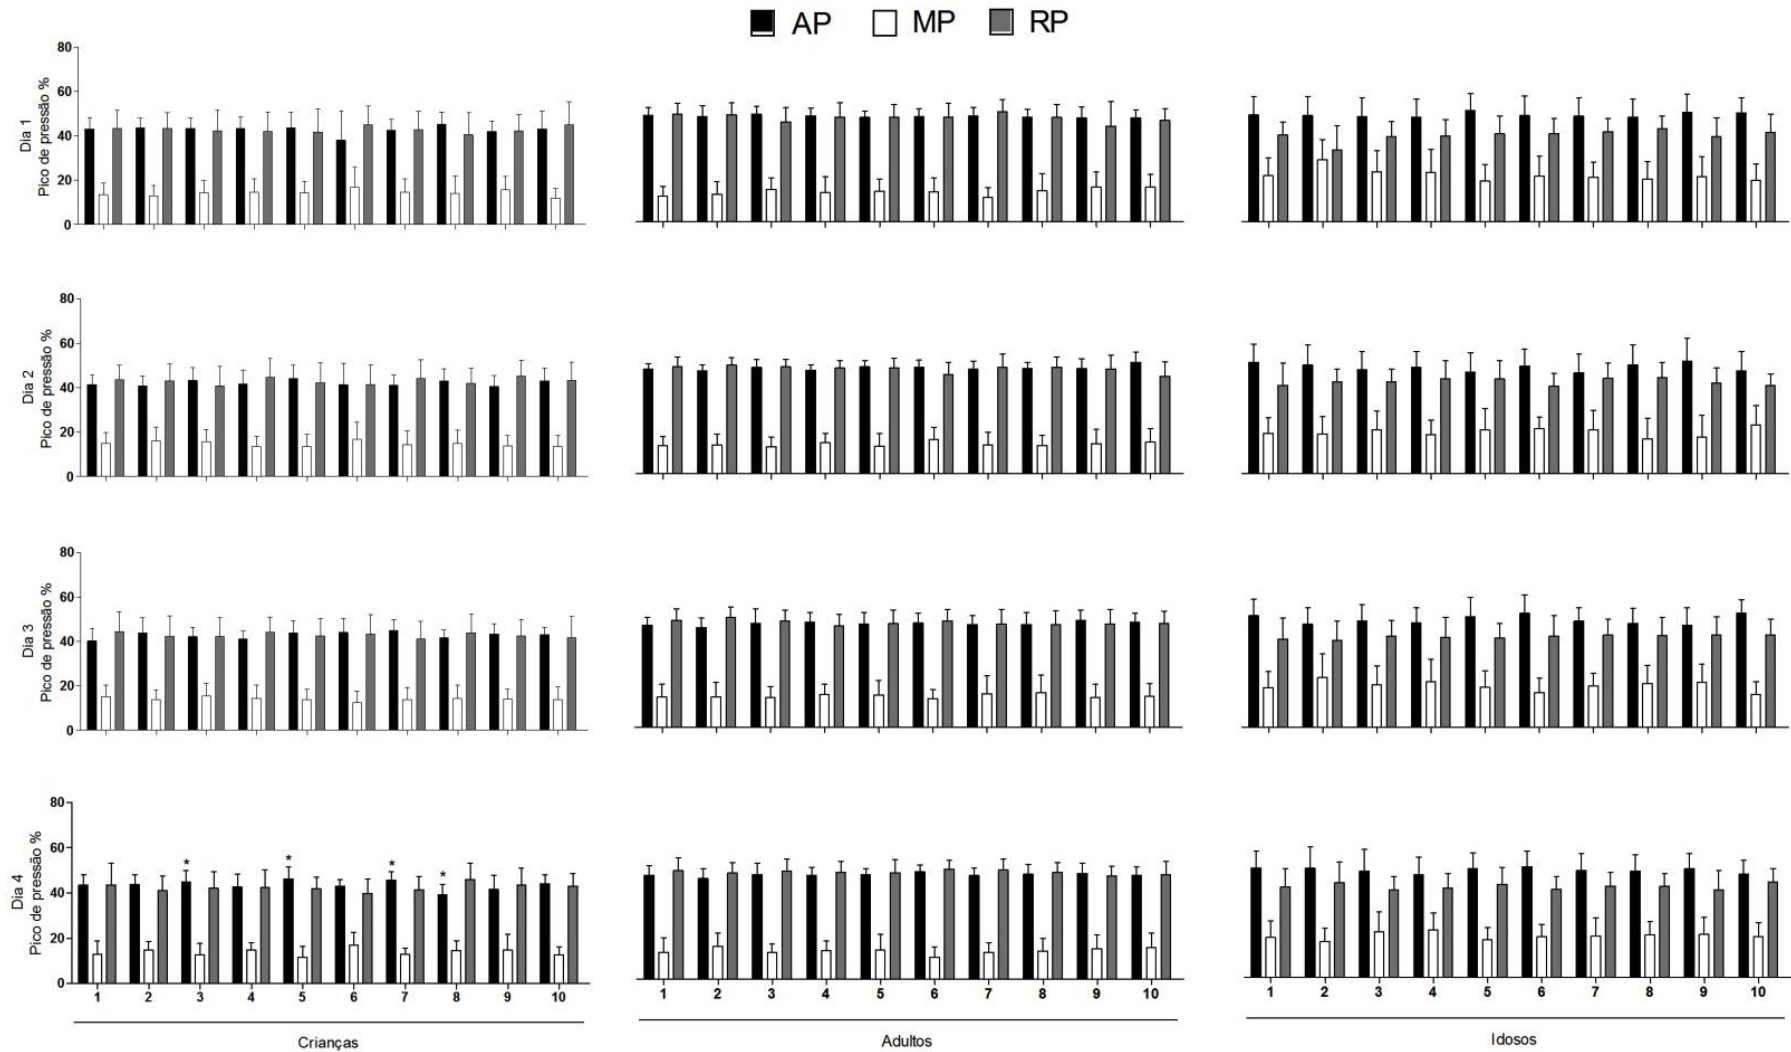 AP MP RP
Dia 1
Pico de pressão %
80
60
40
20
0
Dia 2
Pico de pressão %
80
60
40
20
0
Dia 3
Pico de pressão %
80
60
40
20
0
Dia 4
Pico de pressão %
80
60
40
20
0
* * * *
1 2 3 4 5 6 7 8 9 10
1 2 3 4 5 6 7 8 9 10
1 2 3 4 5 6 7 8 9 10
Crianças
Adultos
Idosos